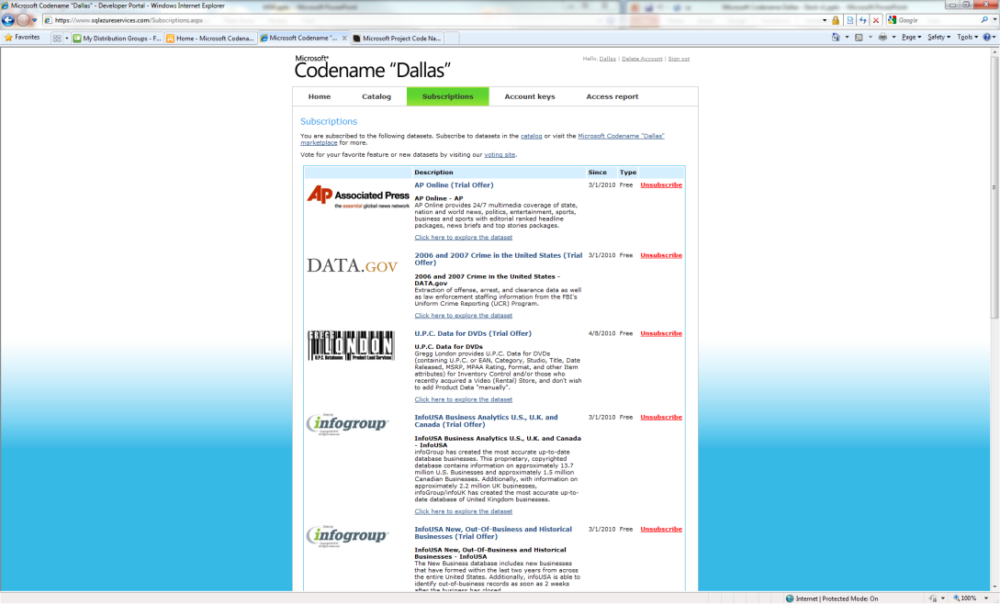 Microsoft Codename "Dallas" - Developer Portal - Windows Internet Explorer
https://www.sqlazureservices.com/Subscriptions.aspx
Google
Favorites
My Distribution Groups - F...
Home - Microsoft Codena...
Microsoft Codename "...
Microsoft Project Code Na...
Page
Safety
Tools
Microsoft®
Codename "Dallas"
Hello, Dallas | Delete Account | Sign out
Home Catalog Subscriptions Account keys Access report
Subscriptions
You are subscribed to the following datasets. Subscribe to datasets in the catalog or visit the Microsoft Codename "Dallas"
marketplace for more.
Vote for your favorite feature or new datasets by visiting our voting site.
Description Since Type
AP Associated Press
the essential global news network
AP Online (Trial Offer) 3/1/2010 Free Unsubscribe
AP Online - AP
AP Online provides 24/7 multimedia coverage of state,
nation and world news, politics, entertainment, sports,
business and sports with editorial ranked headline
packages, news briefs and top stories packages.
Click here to explore the dataset
DATA.GOV
2006 and 2007 Crime in the United States (Trial
Offer)
3/1/2010 Free Unsubscribe
2006 and 2007 Crime in the United States -
DATA.gov
Extraction of offense, arrest, and clearance data as well
as law enforcement staffing information from the FBI's
Uniform Crime Reporting (UCR) Program.
Click here to explore the dataset
GREGG
LONDON
U.P.C. Databases Product Load Services
U.P.C. Data for DVDs (Trial Offer) 4/8/2010 Free Unsubscribe
U.P.C. Data for DVDs
Gregg London provides U.P.C. Data for DVDs
(containing U.P.C. or EAN, Category, Studio, Title, Date
Released, MSRP, MPAA Rating, Format, and other Item
attributes) for Inventory Control and/or those who
recently acquired a Video (Rental) Store, and don't wish
to add Product Data "manually".
Click here to explore the dataset
infogroup
InfoUSA Business Analytics U.S., U.K. and
Canada (Trial Offer)
3/1/2010 Free Unsubscribe
InfoUSA Business Analytics U.S., U.K. and Canada
- InfoUSA
infoGroup has created the most accurate up-to-date
database businesses. This proprietary, copyrighted
database contains information on approximately 13.7
million U.S. Businesses and approximately 1.5 million
Canadian Businesses. Additionally, with information on
approximately 2.2 million UK businesses,
infoGroup/infoUK has created the most accurate up-to-
date database of United Kingdom businesses.
Click here to explore the dataset
infogroup
InfoUSA New, Out-Of-Business and Historical
Businesses (Trial Offer)
3/1/2010 Free Unsubscribe
InfoUSA New, Out-Of-Business and Historical
Businesses - InfoUSA
The New Business database includes new businesses
that have formed within the last two years from across
the entire United States. Additionally, infoUSA is able to
identify out-of-business records as soon as 2 weeks
after the business has closed.
Internet | Protected Mode: On
100%